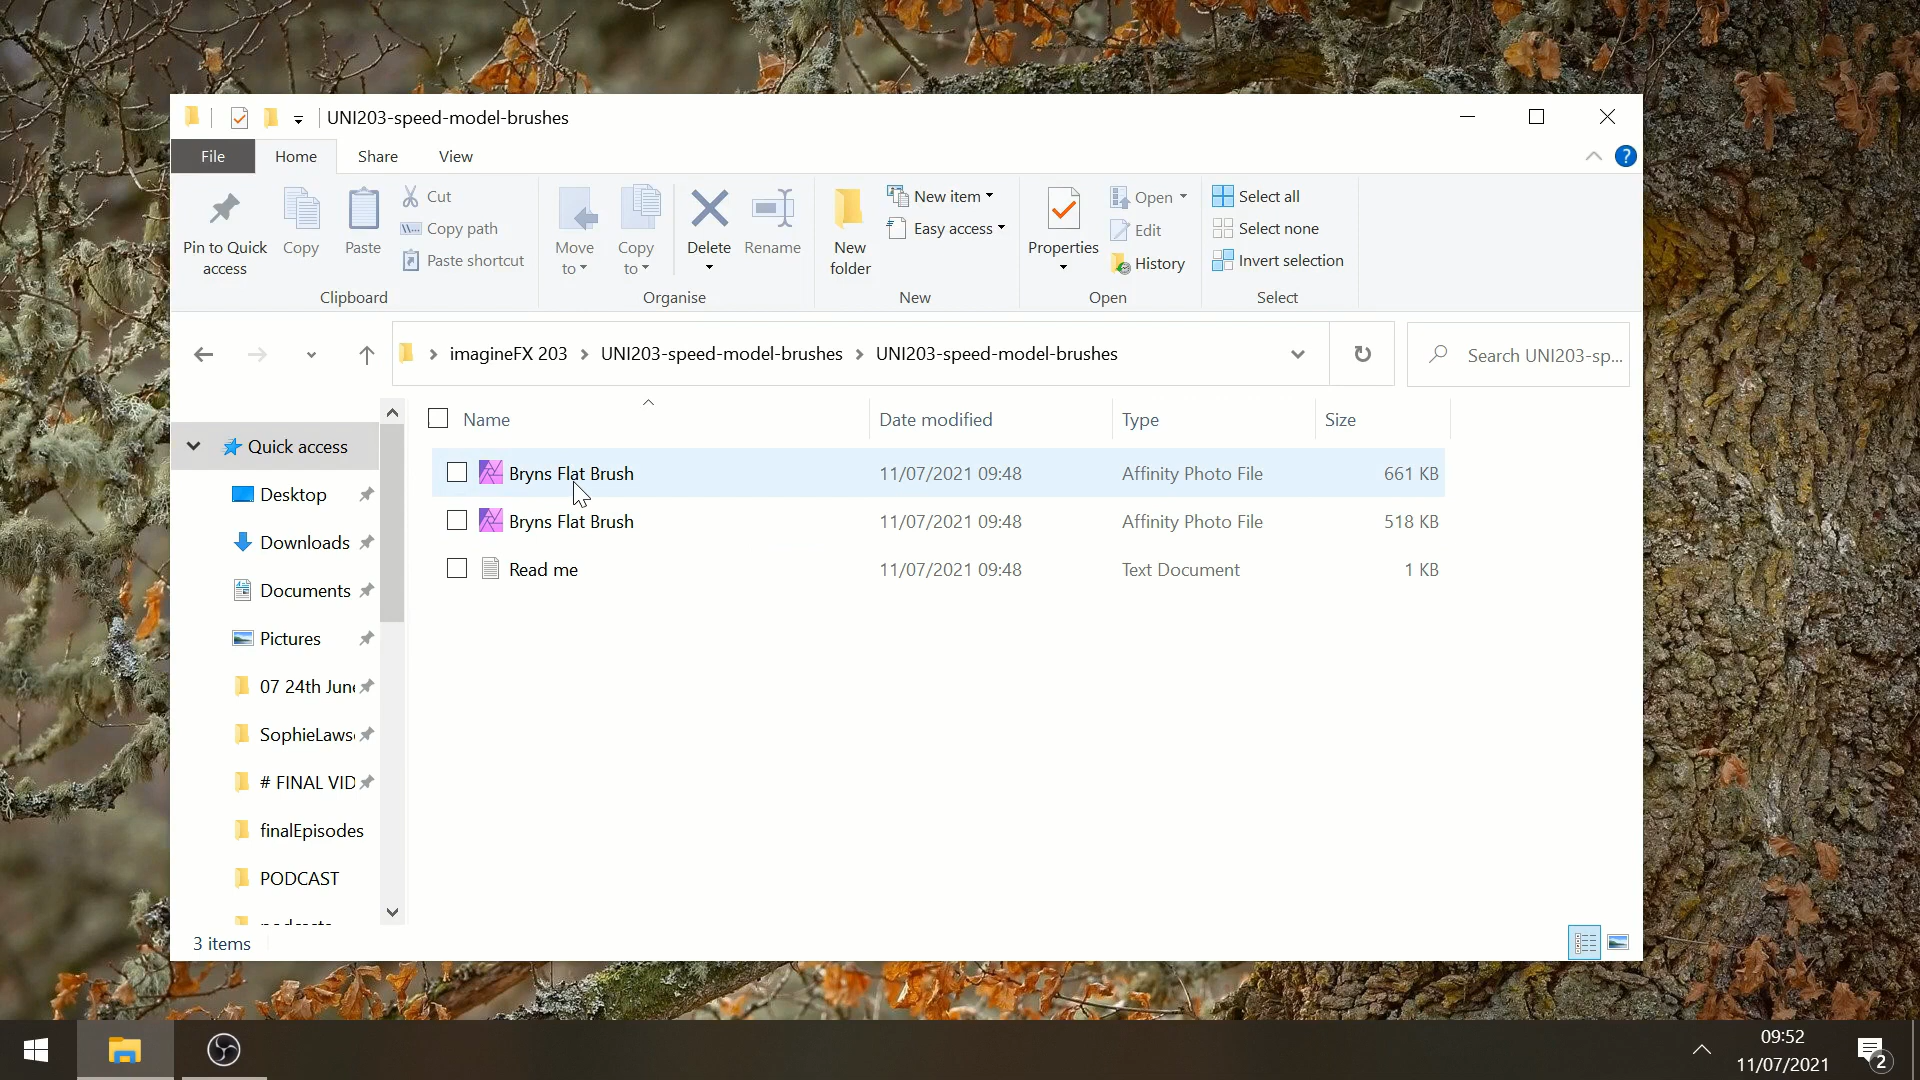 UNI203-speed-model-brushes
File Home Share View
Pin to Quick access
Copy
Paste
Cut
Copy path
Paste shortcut
Clipboard
Move to
Copy to
Delete
Rename
Organise
New folder
New item
Easy access
New
Properties
Open
Edit
History
Open
Select all
Select none
Invert selection
Select
imagineFX 203 > UNI203-speed-model-brushes > UNI203-speed-model-brushes
Search UNI203-sp...
Name Date modified Type Size
Bryns Flat Brush 11/07/2021 09:48 Affinity Photo File 661 KB
Bryns Flat Brush 11/07/2021 09:48 Affinity Photo File 518 KB
Read me 11/07/2021 09:48 Text Document 1 KB
Quick access
Desktop
Downloads
Documents
Pictures
07 24th June
SophieLaws
# FINAL VID
finalEpisodes
PODCAST
podcasts
3 items
09:52
11/07/2021
2